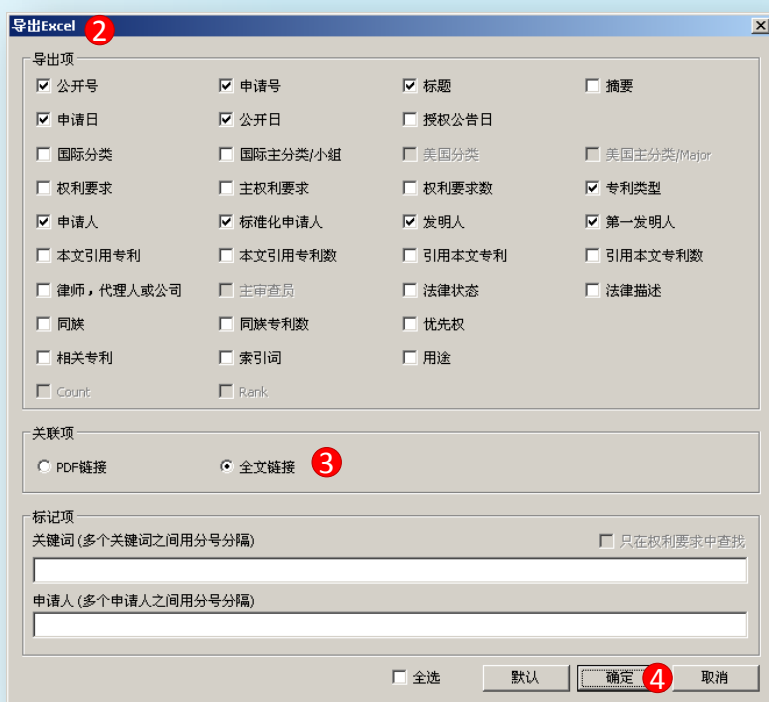 导出Excel 2
导出项
公开号 申请号 标题 摘要
申请日 公开日 授权公告日
国际分类 国际主分类/小组 美国分类 美国主分类/Major
权利要求 主权利要求 权利要求数 专利类型
申请人 标准化申请人 发明人 第一发明人
本文引用专利 本文引用专利数 引用本文专利 引用本文专利数
律师，代理人或公司 主审查员 法律状态 法律描述
同族 同族专利数 优先权
相关专利 索引词 用途
Count Rank
关联项
PDF链接 全文链接 3
标记项
关键词(多个关键词之间用分号分隔) 只在权利要求中查找
申请人(多个申请人之间用分号分隔)
全选 默认 确定 4 取消